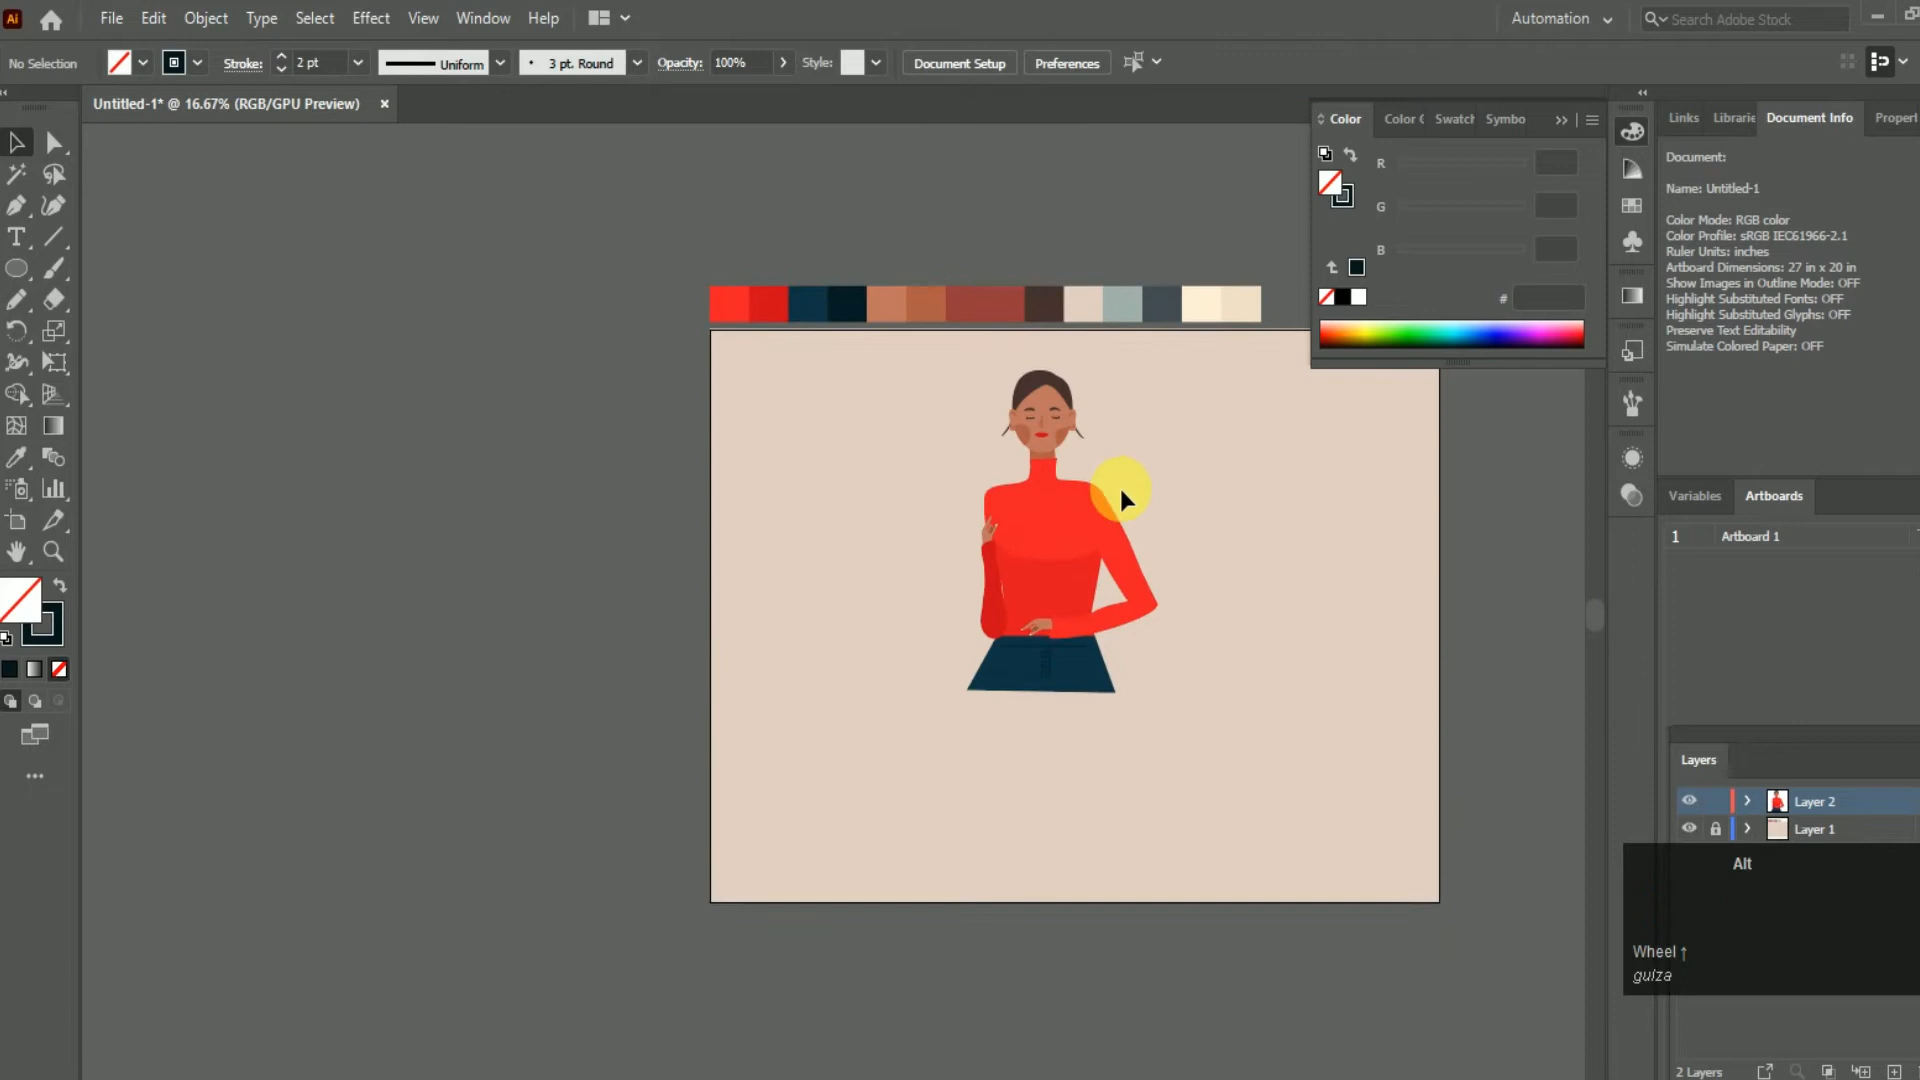 Ai File Edit Object Type Select Effect View Window Help Automation Search Adobe Stock
No Selection Stroke: 2 pt Uniform 3 pt. Round Opacity: 100% Style: Document Setup Preferences
Untitled-1* @ 16.67% (RGB/GPU Preview) ×
Color Color Swatch Symbo
R
G
B
#
Links Librarie Document Info Propert
Document:
Name: Untitled-1
Color Mode: RGB color
Color Profile: sRGB IEC61966-2.1
Ruler Units: inches
Artboard Dimensions: 27 in x 20 in
Show Images in Outline Mode: OFF
Highlight Substituted Fonts: OFF
Highlight Substituted Glyphs: OFF
Preserve Text Editability
Simulate Colored Paper: OFF
Variables Artboards
1 Artboard 1
Layers
Layer 2
Layer 1
Alt
Wheel ↑
gulza
2 Layers